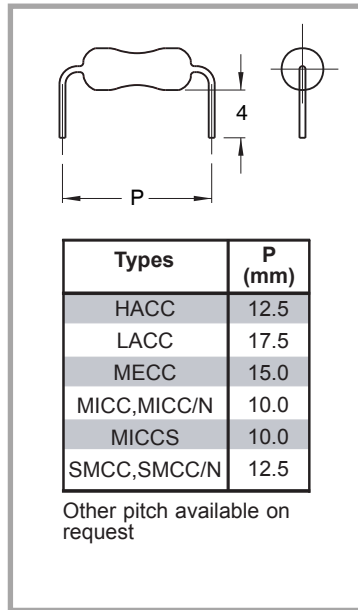 4
P
Types P (mm)
HACC 12.5
LACC 17.5
MECC 15.0
MICC,MICC/N 10.0
MICCS 10.0
SMCC,SMCC/N 12.5
Other pitch available on
request